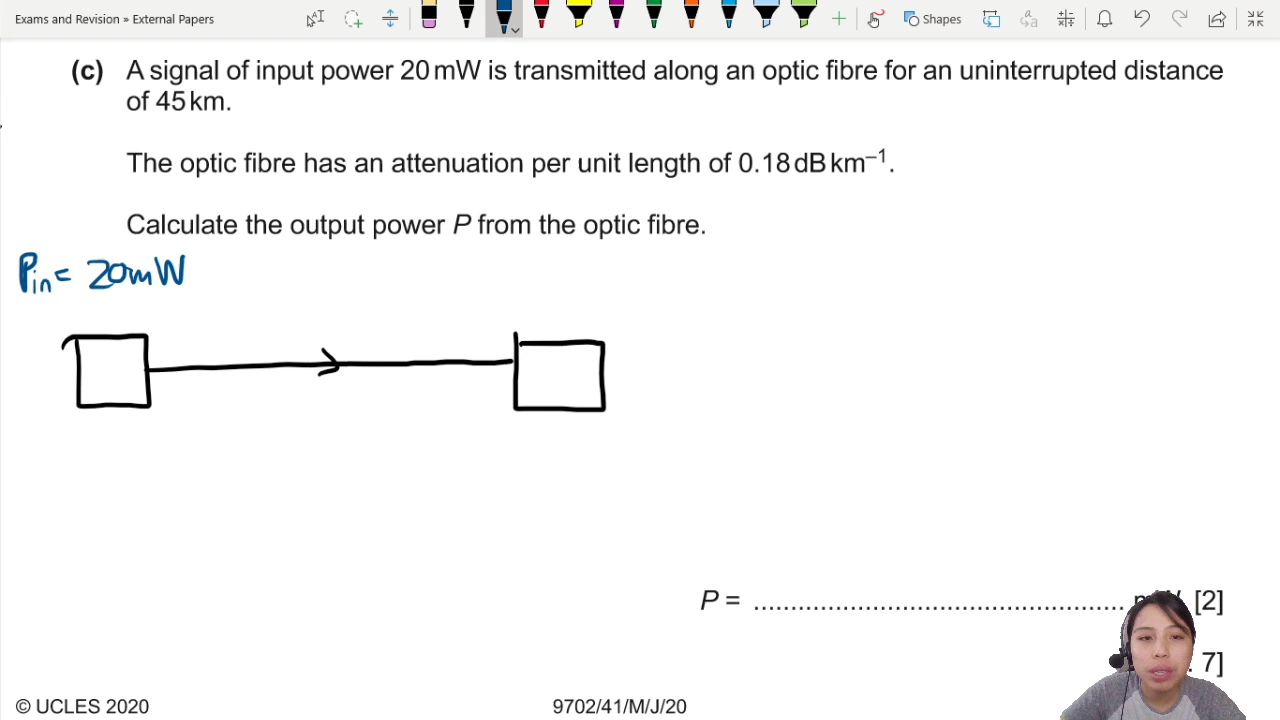 Exams and Revision » External Papers
Shapes
(c) A signal of input power 20 mW is transmitted along an optic fibre for an uninterrupted distance
of 45 km.
The optic fibre has an attenuation per unit length of 0.18 dB km⁻¹.
Calculate the output power P from the optic fibre.
Pin = 20mW
P = .................................................. [2]
7]
© UCLES 2020
9702/41/M/J/20